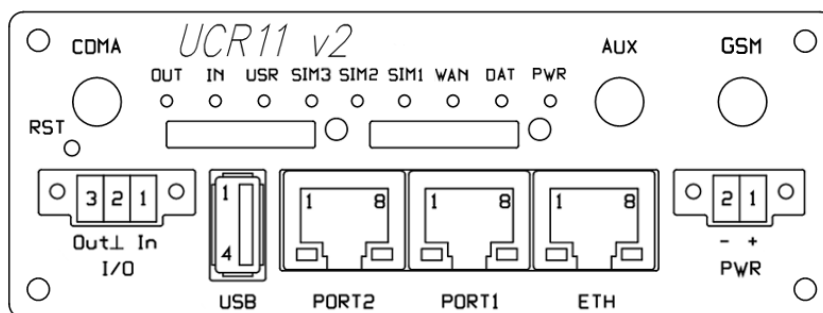 CDMA UCR11 v2 AUX GSM
OUT IN USR SIM3 SIM2 SIM1 WAN DAT PWR
RST
3 2 1 1 1 8 1 8 1 8 2 1
4
Out⊥ In - +
I/O PWR
USB PORT2 PORT1 ETH